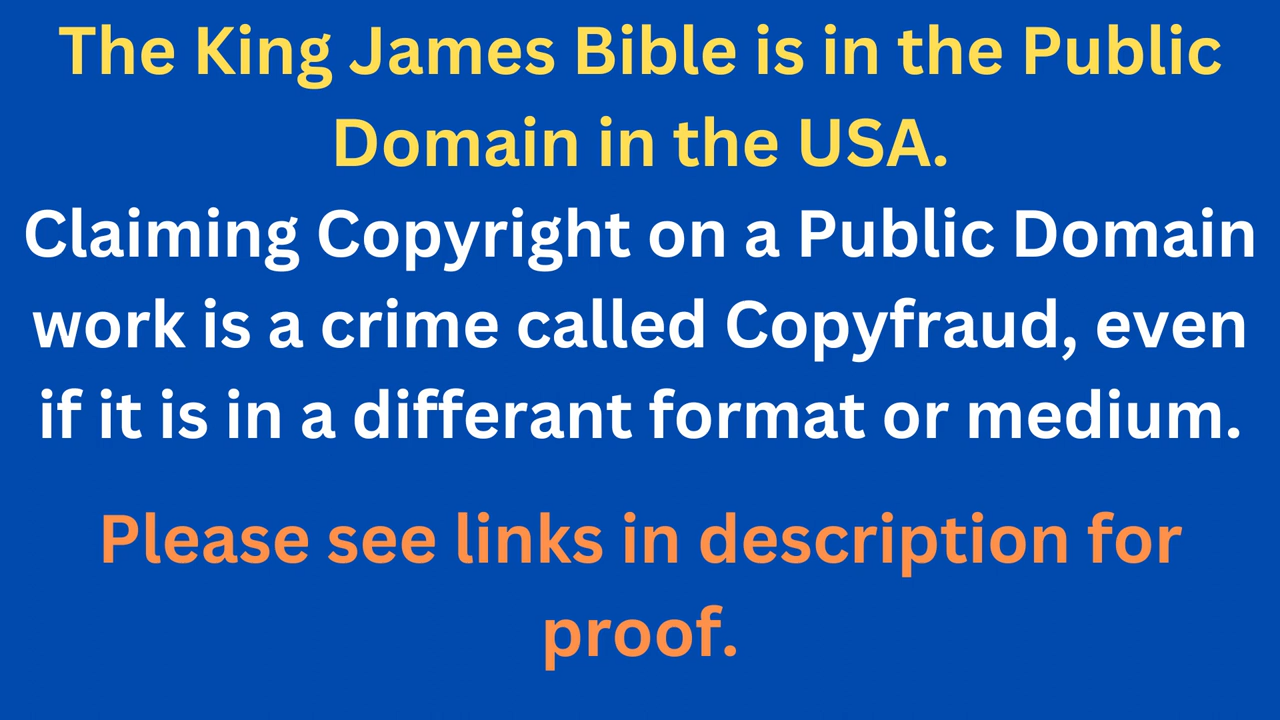 The King James Bible is in the Public
Domain in the USA.
Claiming Copyright on a Public Domain
work is a crime called Copyfraud, even
if it is in a differant format or medium.
Please see links in description for
proof.